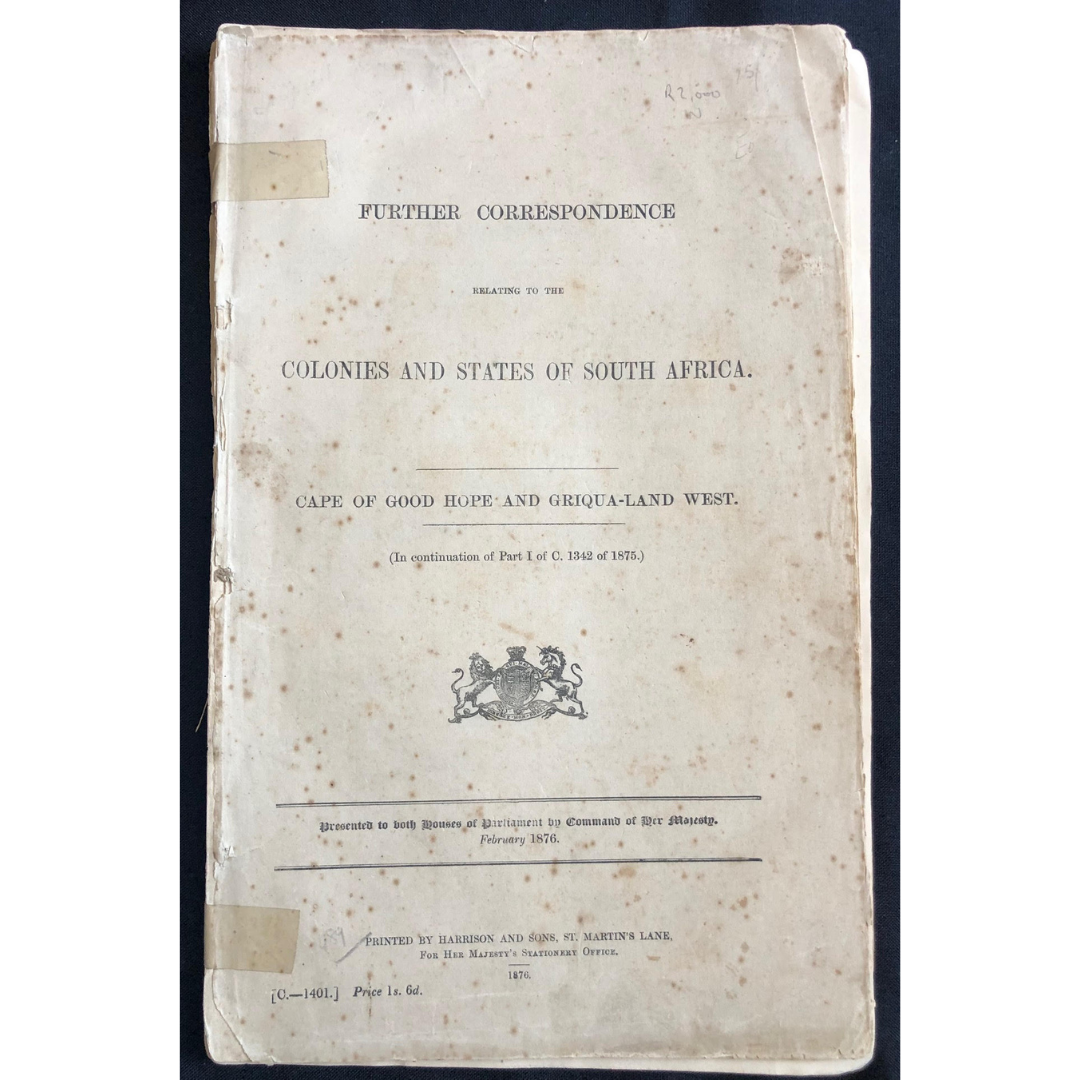 R2,000
FURTHER CORRESPONDENCE
RELATING TO THE
COLONIES AND STATES OF SOUTH AFRICA.
CAPE OF GOOD HOPE AND GRIQUA-LAND WEST.
(In continuation of Part I of C. 1342 of 1875.)
Presented to both Houses of Parliament by Command of Her Majesty.
February 1876.
PRINTED BY HARRISON AND SONS, ST. MARTIN'S LANE,
FOR HER MAJESTY'S STATIONERY OFFICE.
1876.
[C.—1401.] Price 1s. 6d.